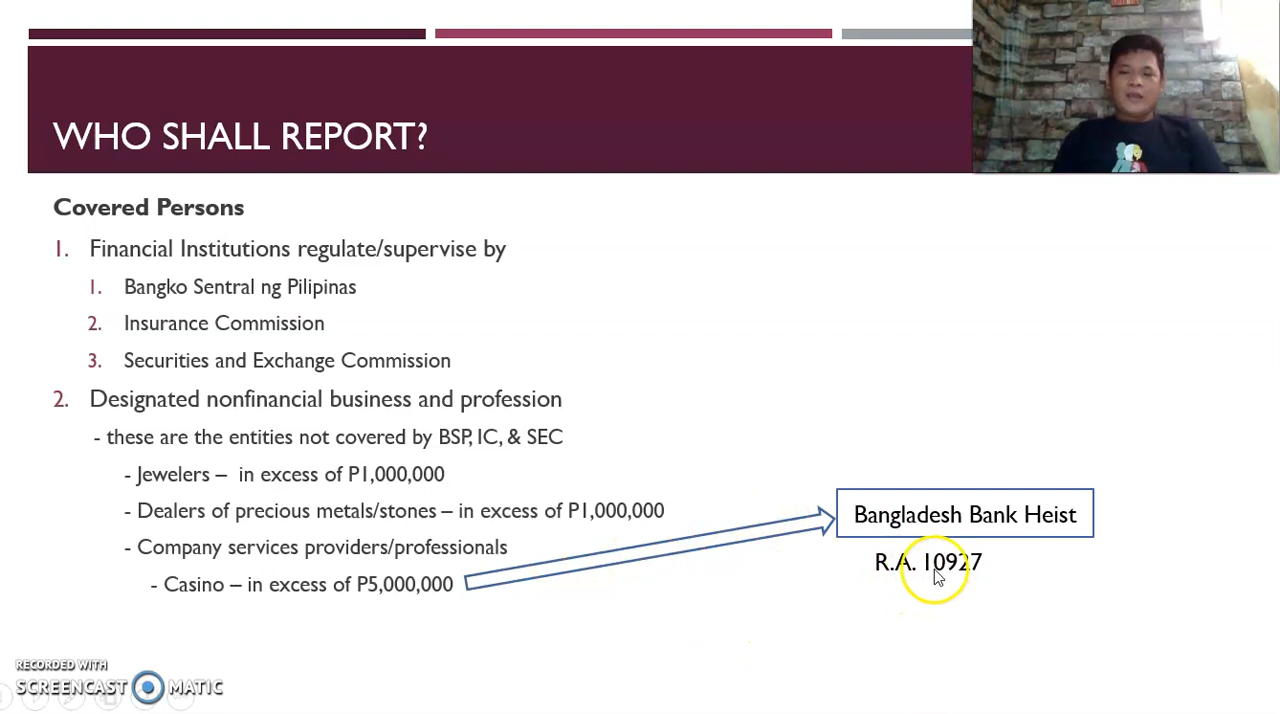 WHO SHALL REPORT?
Covered Persons
1. Financial Institutions regulate/supervise by
1. Bangko Sentral ng Pilipinas
2. Insurance Commission
3. Securities and Exchange Commission
2. Designated nonfinancial business and profession
- these are the entities not covered by BSP, IC, & SEC
- Jewelers – in excess of P1,000,000
- Dealers of precious metals/stones – in excess of P1,000,000
- Company services providers/professionals
- Casino – in excess of P5,000,000
Bangladesh Bank Heist
R.A. 10927
RECORDED WITH
SCREENCAST MATIC